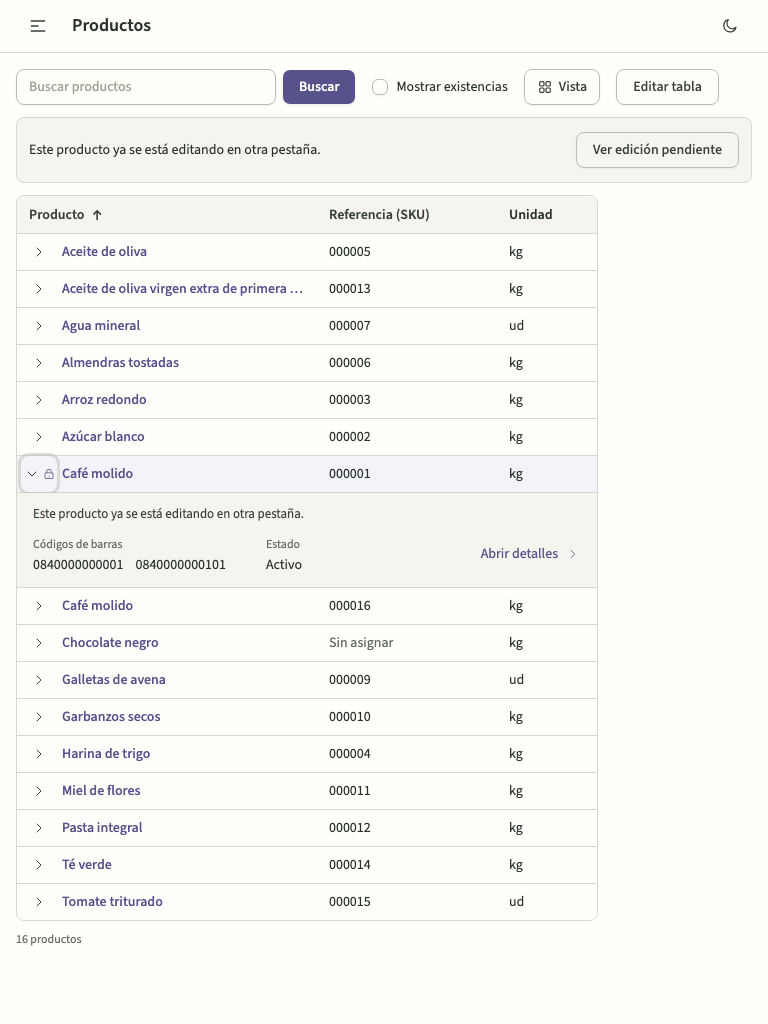 Productos
Buscar productos
Buscar
Mostrar existencias
Vista
Editar tabla
Este producto ya se está editando en otra pestaña.
Ver edición pendiente
Producto Referencia (SKU) Unidad
Aceite de oliva 000005 kg
Aceite de oliva virgen extra de primera … 000013 kg
Agua mineral 000007 ud
Almendras tostadas 000006 kg
Arroz redondo 000003 kg
Azúcar blanco 000002 kg
Café molido 000001 kg
Este producto ya se está editando en otra pestaña.
Códigos de barras Estado
0840000000001 0840000000101 Activo
Abrir detalles
Café molido 000016 kg
Chocolate negro Sin asignar kg
Galletas de avena 000009 ud
Garbanzos secos 000010 kg
Harina de trigo 000004 kg
Miel de flores 000011 kg
Pasta integral 000012 kg
Té verde 000014 kg
Tomate triturado 000015 ud
16 productos